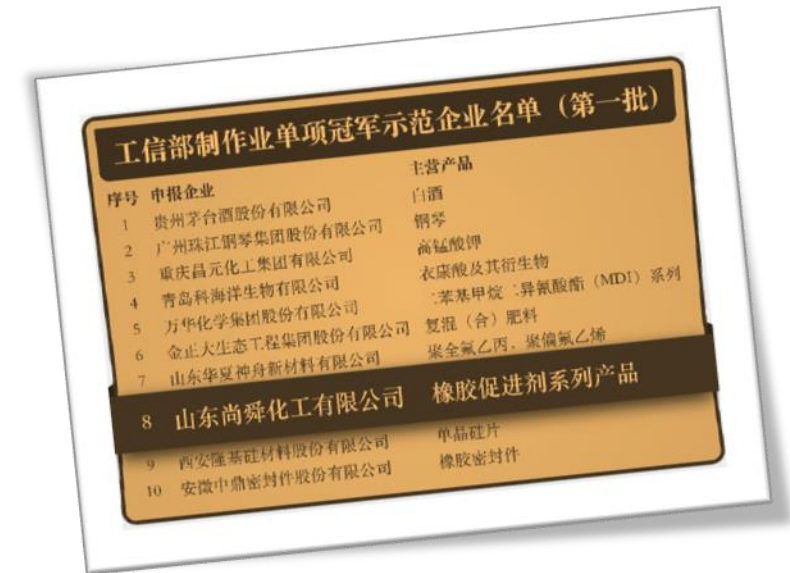 工信部制作业单项冠军示范企业名单（第一批）
序号 申报企业 主营产品
1 贵州茅台酒股份有限公司 白酒
2 广州珠江钢琴集团股份有限公司 钢琴
3 重庆昌元化工集团有限公司 高锰酸钾
4 青岛科海洋生物有限公司 衣康酸及其衍生物
5 万华化学集团股份有限公司 二苯基甲烷二异氰酸酯（MDI）系列
6 金正大生态工程集团股份有限公司 复混（合）肥料
7 山东华夏神舟新材料有限公司 聚全氟乙丙、聚偏氟乙烯
8 山东尚舜化工有限公司 橡胶促进剂系列产品
9 西安隆基硅材料股份有限公司 单晶硅片
10 安徽中鼎密封件股份有限公司 橡胶密封件